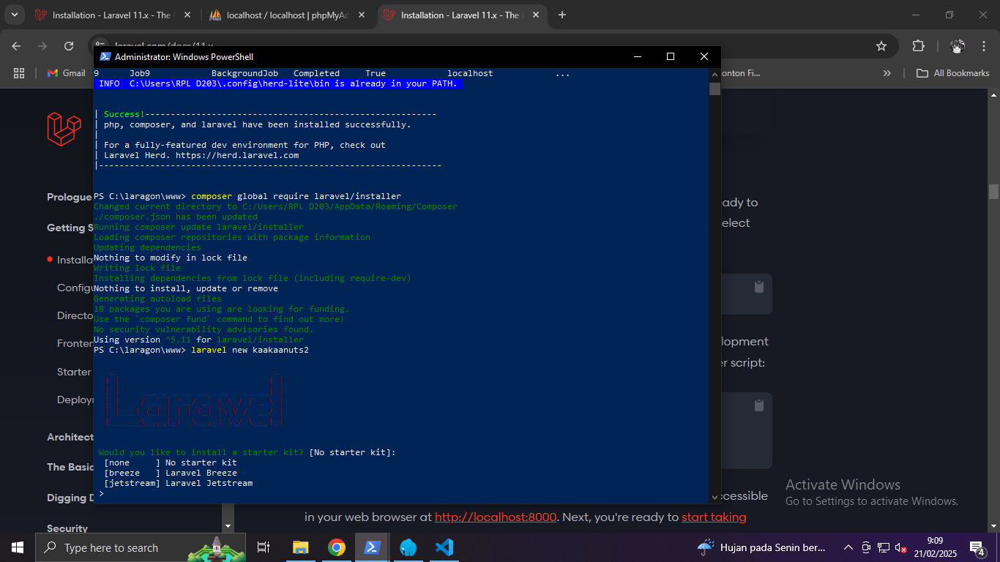 Installation - Laravel 11.x - The
localhost / localhost | phpMyAd
Installation - Laravel 11.x - The
laravel.com/docs/11.x
Gmail
onton Fi...
All Bookmarks
Administrator: Windows PowerShell
9 Job9 BackgroundJob Completed True localhost ...
INFO C:\Users\RPL D203\.config\herd-lite\bin is already in your PATH.
| Success!---------------------------------------------------------
| php, composer, and laravel have been installed successfully.
|
| For a fully-featured dev environment for PHP, check out
| Laravel Herd. https://herd.laravel.com
|-------------------------------------------------------------------
PS C:\laragon\www> composer global require laravel/installer
Changed current directory to C:/Users/RPL D203/AppData/Roaming/Composer
./composer.json has been updated
Running composer update laravel/installer
Loading composer repositories with package information
Updating dependencies
Nothing to modify in lock file
Writing lock file
Installing dependencies from lock file (including require-dev)
Nothing to install, update or remove
Generating autoload files
18 packages you are using are looking for funding.
Use the `composer fund` command to find out more!
No security vulnerability advisories found.
Using version ^5.11 for laravel/installer
PS C:\laragon\www> laravel new kaakaanuts2
Laravel
Would you like to install a starter kit? [No starter kit]:
[none     ] No starter kit
[breeze   ] Laravel Breeze
[jetstream] Laravel Jetstream
>
Prologue
Getting S
Installa
Configu
Directo
Fronten
Starter
Deploy
Architect
The Basic
Digging D
Security
ady to
elect
lopment
er script:
ccessible
in your web browser at http://localhost:8000. Next, you're ready to start taking
Activate Windows
Go to Settings to activate Windows.
Type here to search
Hujan pada Senin ber...
9:09
21/02/2025
4